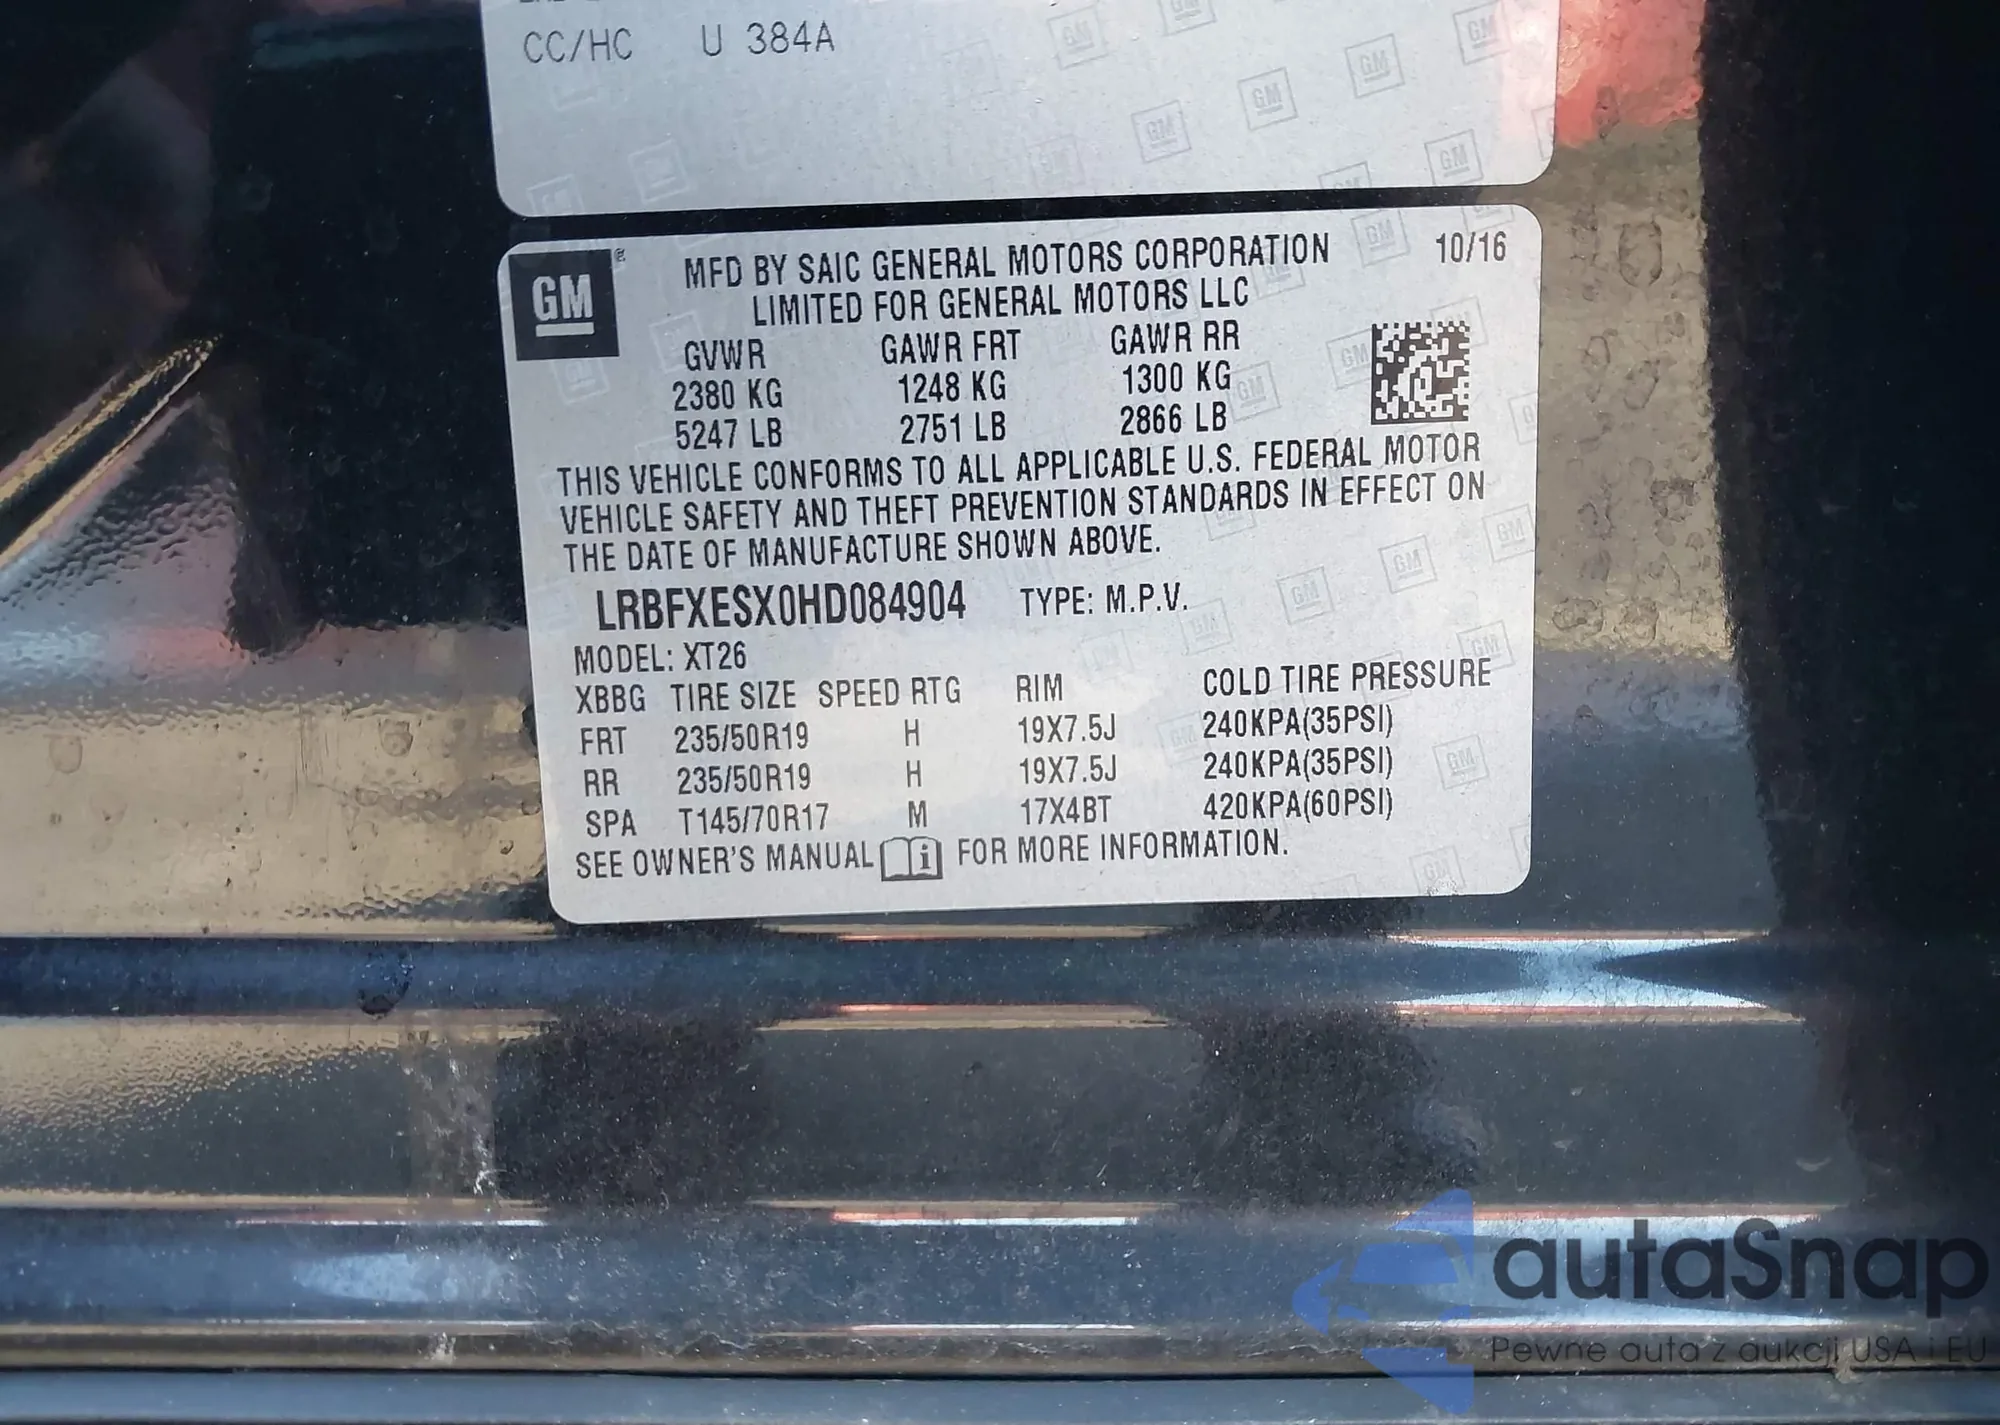 CC/HC U 384A
GM
MFD BY SAIC GENERAL MOTORS CORPORATION 10/16
LIMITED FOR GENERAL MOTORS LLC
GVWR GAWR FRT GAWR RR
2380 KG 1248 KG 1300 KG
5247 LB 2751 LB 2866 LB
THIS VEHICLE CONFORMS TO ALL APPLICABLE U.S. FEDERAL MOTOR
VEHICLE SAFETY AND THEFT PREVENTION STANDARDS IN EFFECT ON
THE DATE OF MANUFACTURE SHOWN ABOVE.
LRBFXESX0HD084904 TYPE: M.P.V.
MODEL: XT26
XBBG TIRE SIZE SPEED RTG RIM COLD TIRE PRESSURE
FRT 235/50R19 H 19X7.5J 240KPA(35PSI)
RR 235/50R19 H 19X7.5J 240KPA(35PSI)
SPA T145/70R17 M 17X4BT 420KPA(60PSI)
SEE OWNER'S MANUAL FOR MORE INFORMATION.
autaSnap
Pewne auta z aukcji USA i EU